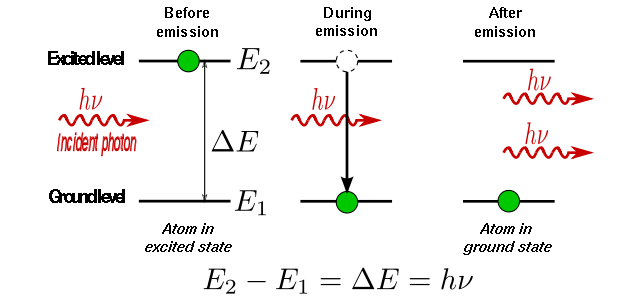 Before
emission
During
emission
After
emission
Excited level
E₂
hν
Incident photon
ΔE
hν
hν
hν
Ground level
E₁
Atom in
excited state
Atom in
ground state
E₂ − E₁ = ΔE = hν